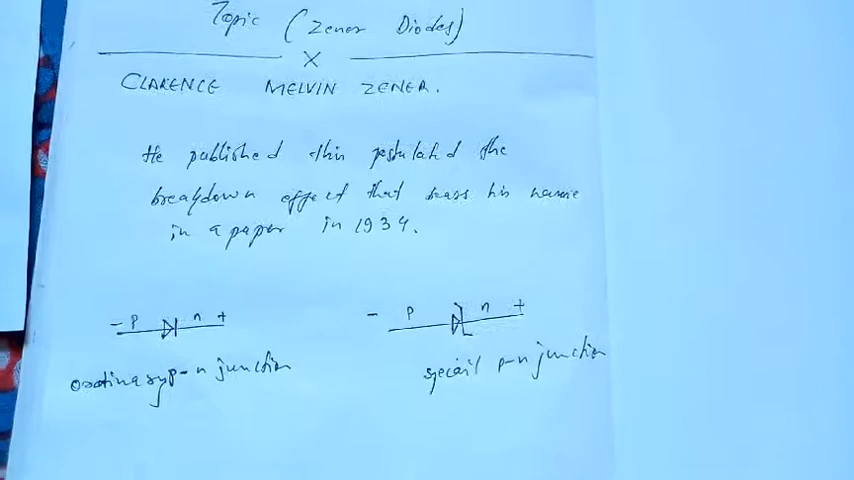 Topic (Zener Diodes)
X
CLARENCE MELVIN ZENER.
He published this postulated the
breakdown effect that bears his name
in a paper in 1934.
- p n + - p n +
ordinary p-n junction specail p-n junction